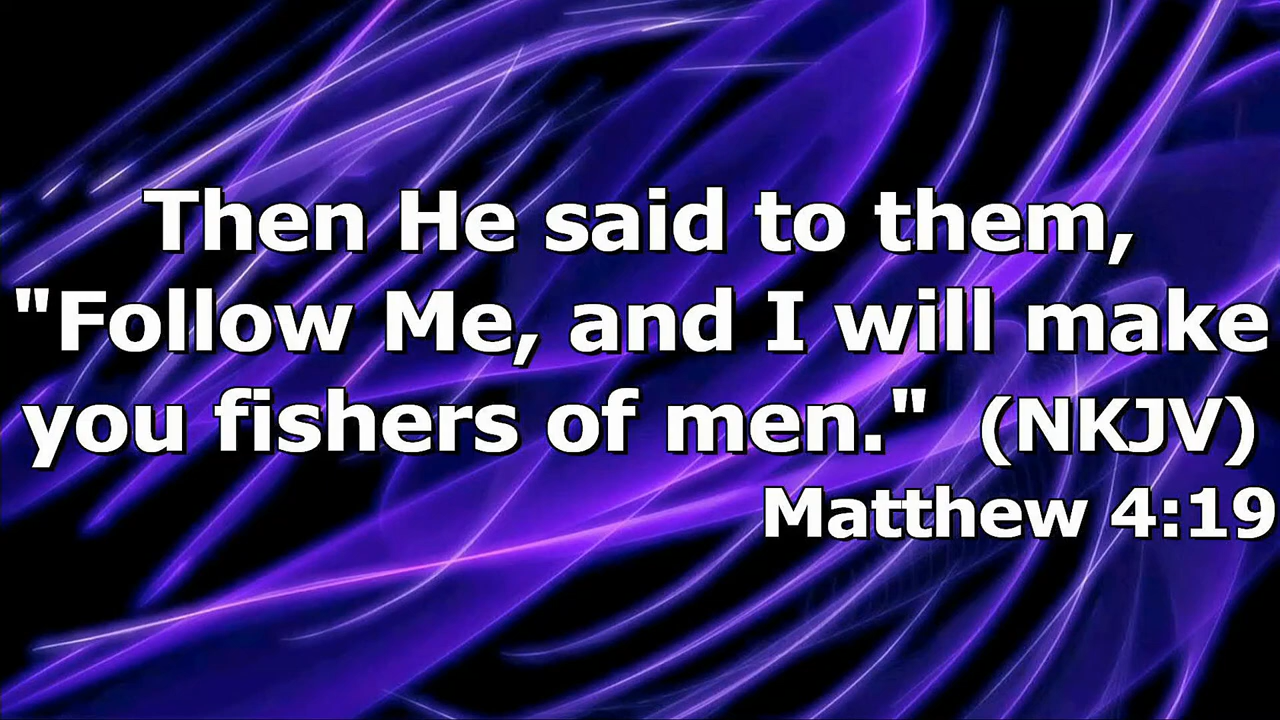 Then He said to them,
"Follow Me, and I will make
you fishers of men." (NKJV)
Matthew 4:19